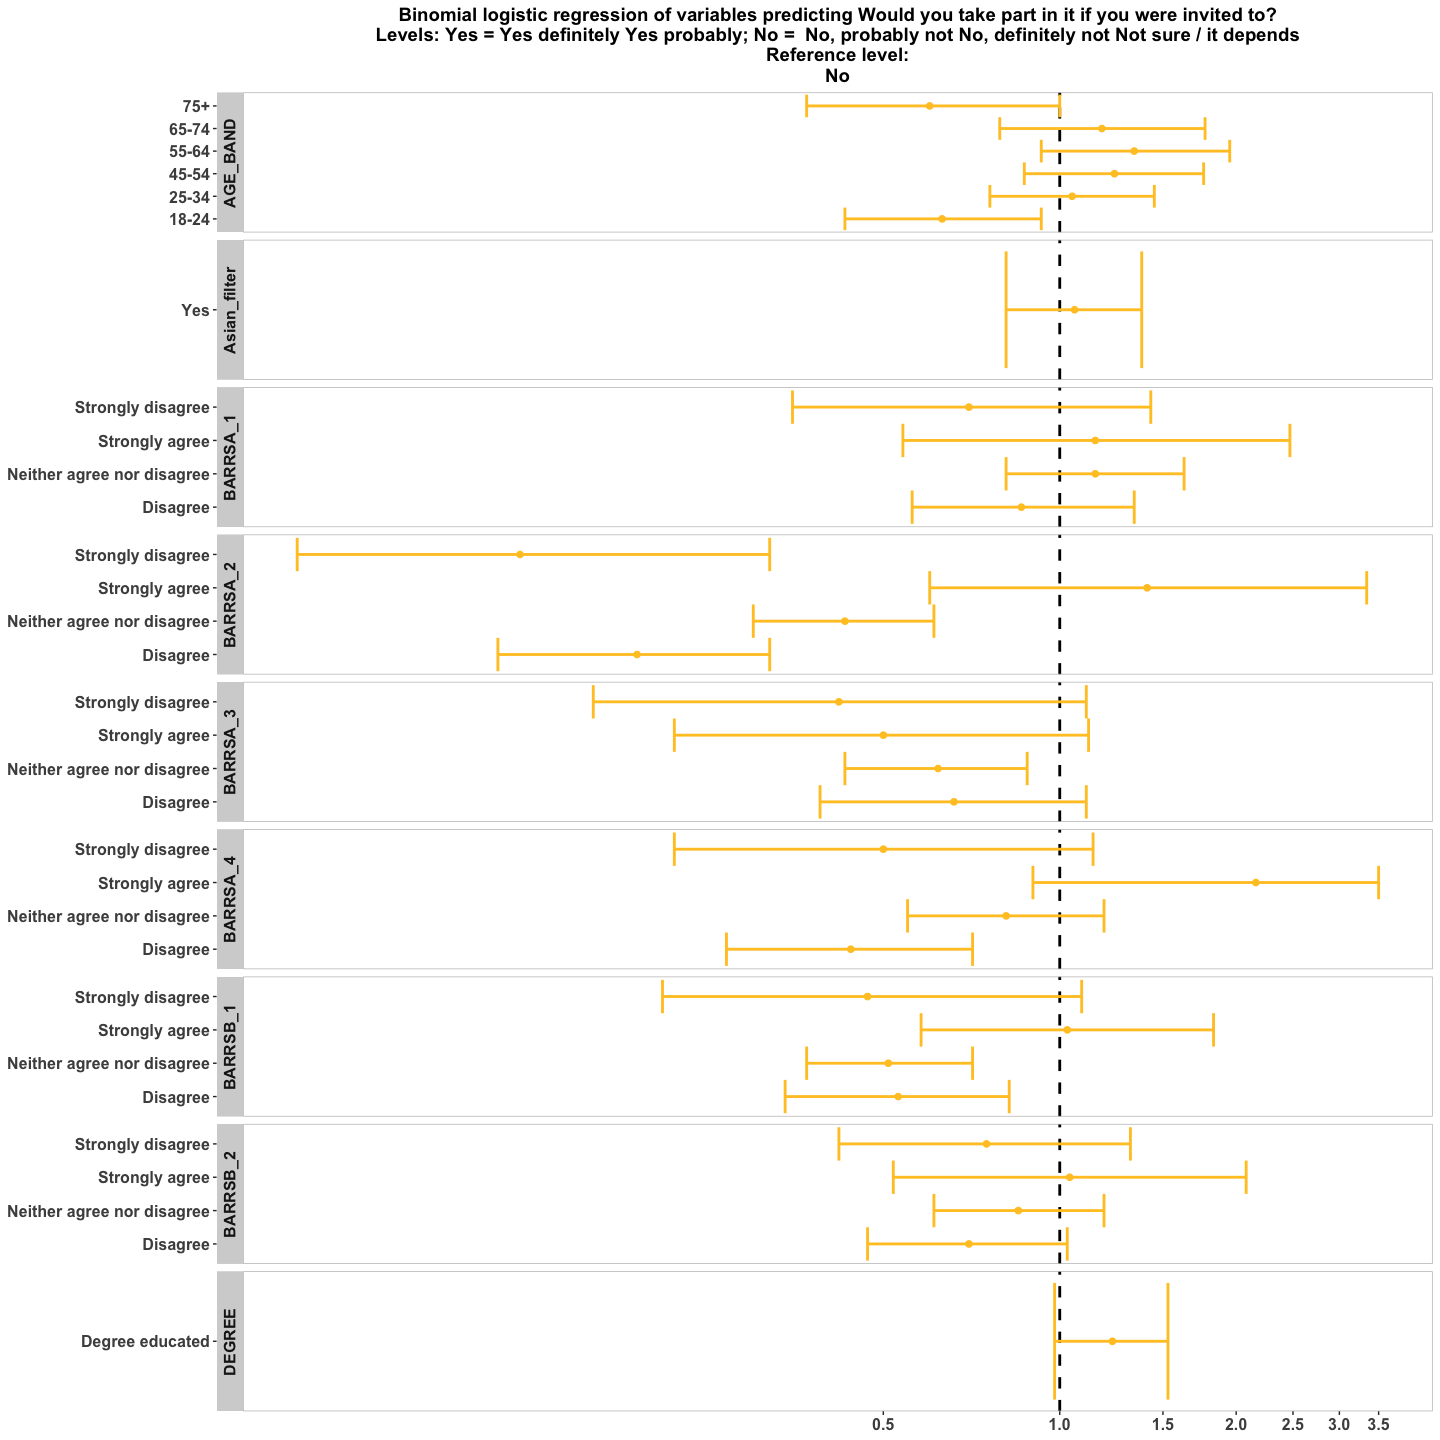 Binomial logistic regression of variables predicting Would you take part in it if you were invited to?
Levels: Yes = Yes definitely Yes probably; No =  No, probably not No, definitely not Not sure / it depends
Reference level:
No
AGE_BAND
75+
65-74
55-64
45-54
25-34
18-24
Asian_filter
Yes
BARRSA_1
Strongly disagree
Strongly agree
Neither agree nor disagree
Disagree
BARRSA_2
Strongly disagree
Strongly agree
Neither agree nor disagree
Disagree
BARRSA_3
Strongly disagree
Strongly agree
Neither agree nor disagree
Disagree
BARRSA_4
Strongly disagree
Strongly agree
Neither agree nor disagree
Disagree
BARRSB_1
Strongly disagree
Strongly agree
Neither agree nor disagree
Disagree
BARRSB_2
Strongly disagree
Strongly agree
Neither agree nor disagree
Disagree
DEGREE
Degree educated
0.5 1.0 1.5 2.0 2.5 3.0 3.5